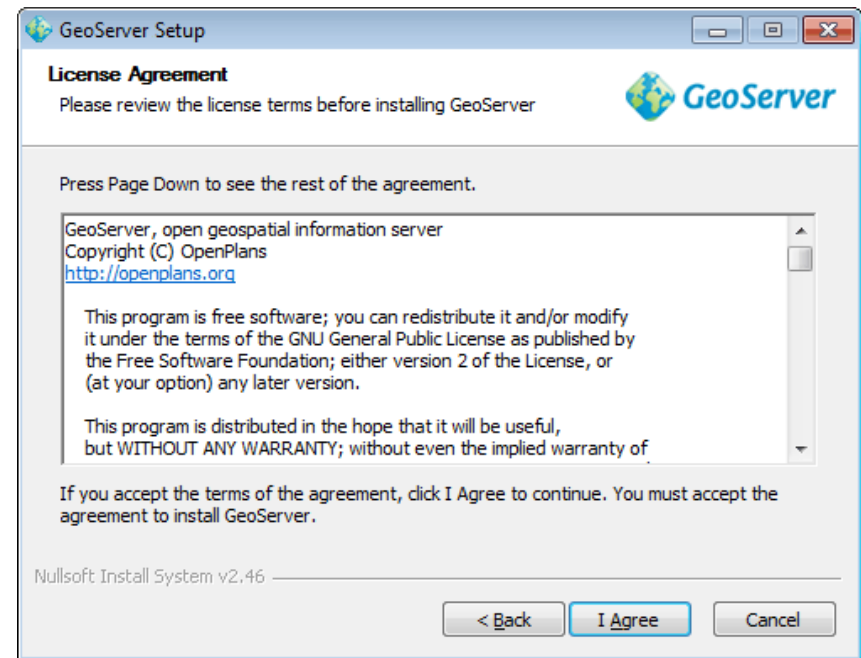 GeoServer Setup
License Agreement
Please review the license terms before installing GeoServer
GeoServer
Press Page Down to see the rest of the agreement.
GeoServer, open geospatial information server
Copyright (C) OpenPlans
http://openplans.org
This program is free software; you can redistribute it and/or modify
it under the terms of the GNU General Public License as published by
the Free Software Foundation; either version 2 of the License, or
(at your option) any later version.
This program is distributed in the hope that it will be useful,
but WITHOUT ANY WARRANTY; without even the implied warranty of
If you accept the terms of the agreement, click I Agree to continue. You must accept the
agreement to install GeoServer.
Nullsoft Install System v2.46
< Back
I Agree
Cancel